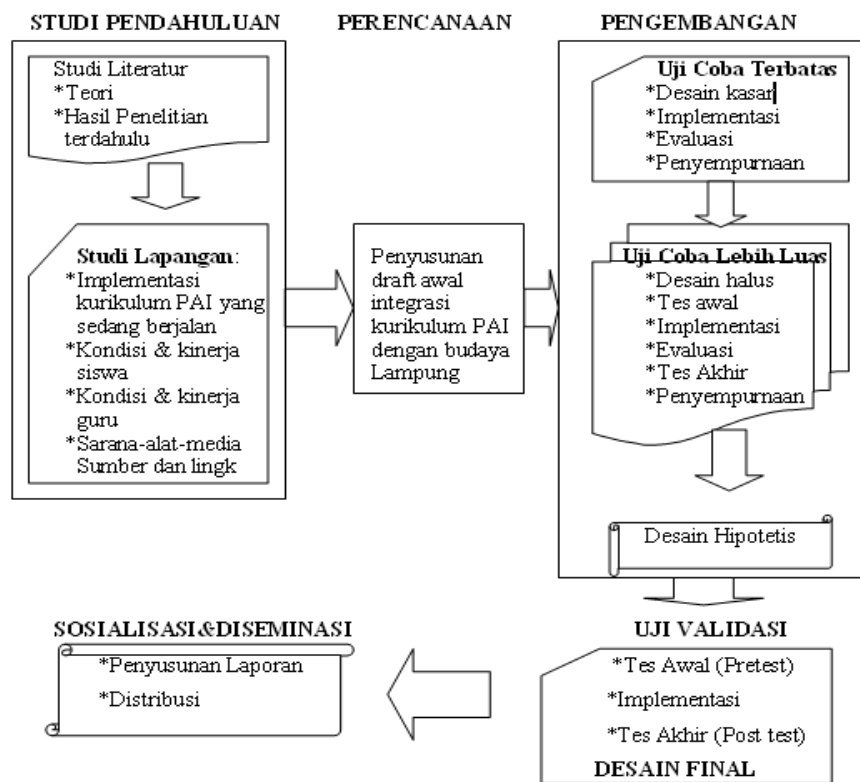 STUDI PENDAHULUAN
Studi Literatur
*Teori
*Hasil Penelitian
terdahulu
Studi Lapangan:
*Implementasi
kurikulum PAI yang
sedang berjalan
*Kondisi & kinerja
siswa
*Kondisi & kinerja
guru
*Sarana-alat-media
Sumber dan lingk
PERENCANAAN
Penyusunan
draft awal
integrasi
kurikulum PAI
dengan budaya
Lampung
PENGEMBANGAN
Uji Coba Terbatas
*Desain kasar
*Implementasi
*Evaluasi
*Penyempurnaan
Uji Coba Lebih Luas
*Desain halus
*Tes awal
*Implementasi
*Evaluasi
*Tes Akhir
*Penyempurnaan
Desain Hipotetis
UJI VALIDASI
*Tes Awal (Pretest)
*Implementasi
*Tes Akhir (Post test)
DESAIN FINAL
SOSIALISASI&DISEMINASI
*Penyusunan Laporan
*Distribusi